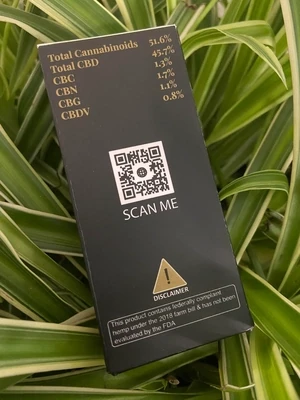 Total Cannabinoids 51.6%
Total CBD 45.7%
CBC 1.3%
CBN 1.7%
CBG 1.1%
CBDV 0.8%
SCAN ME
!
DISCLAIMER
This product contains federally complaint
hemp under the 2018 farm bill & has not been
evaluated by the FDA